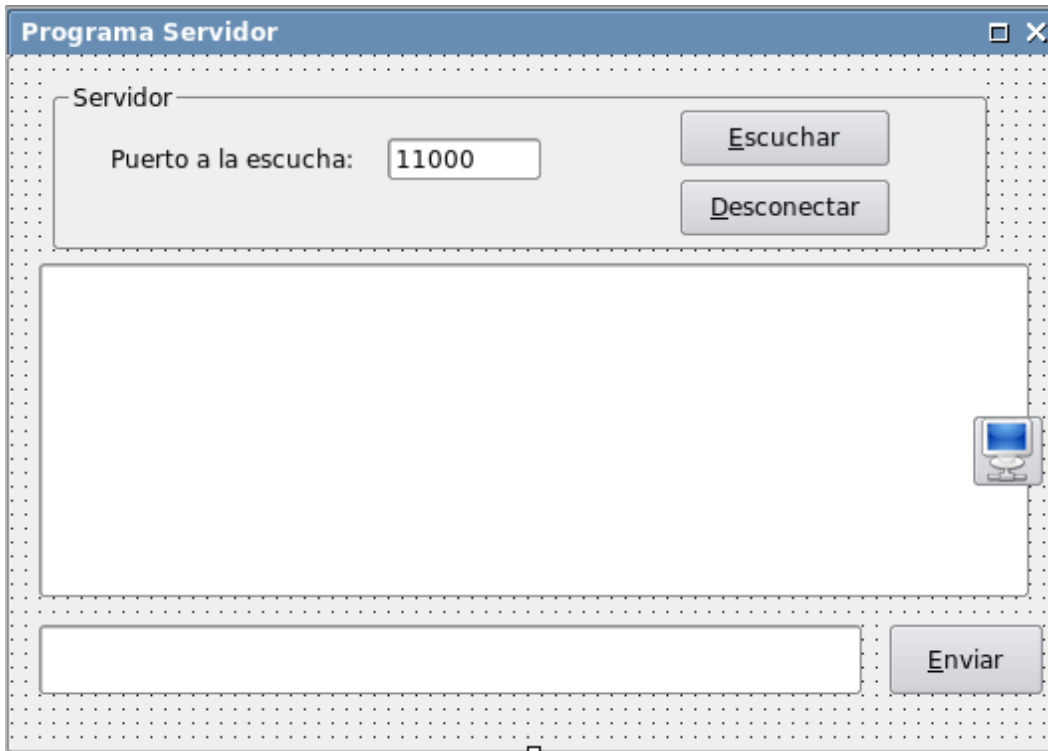 Programa Servidor
Servidor
Puerto a la escucha: 11000
Escuchar
Desconectar
Enviar